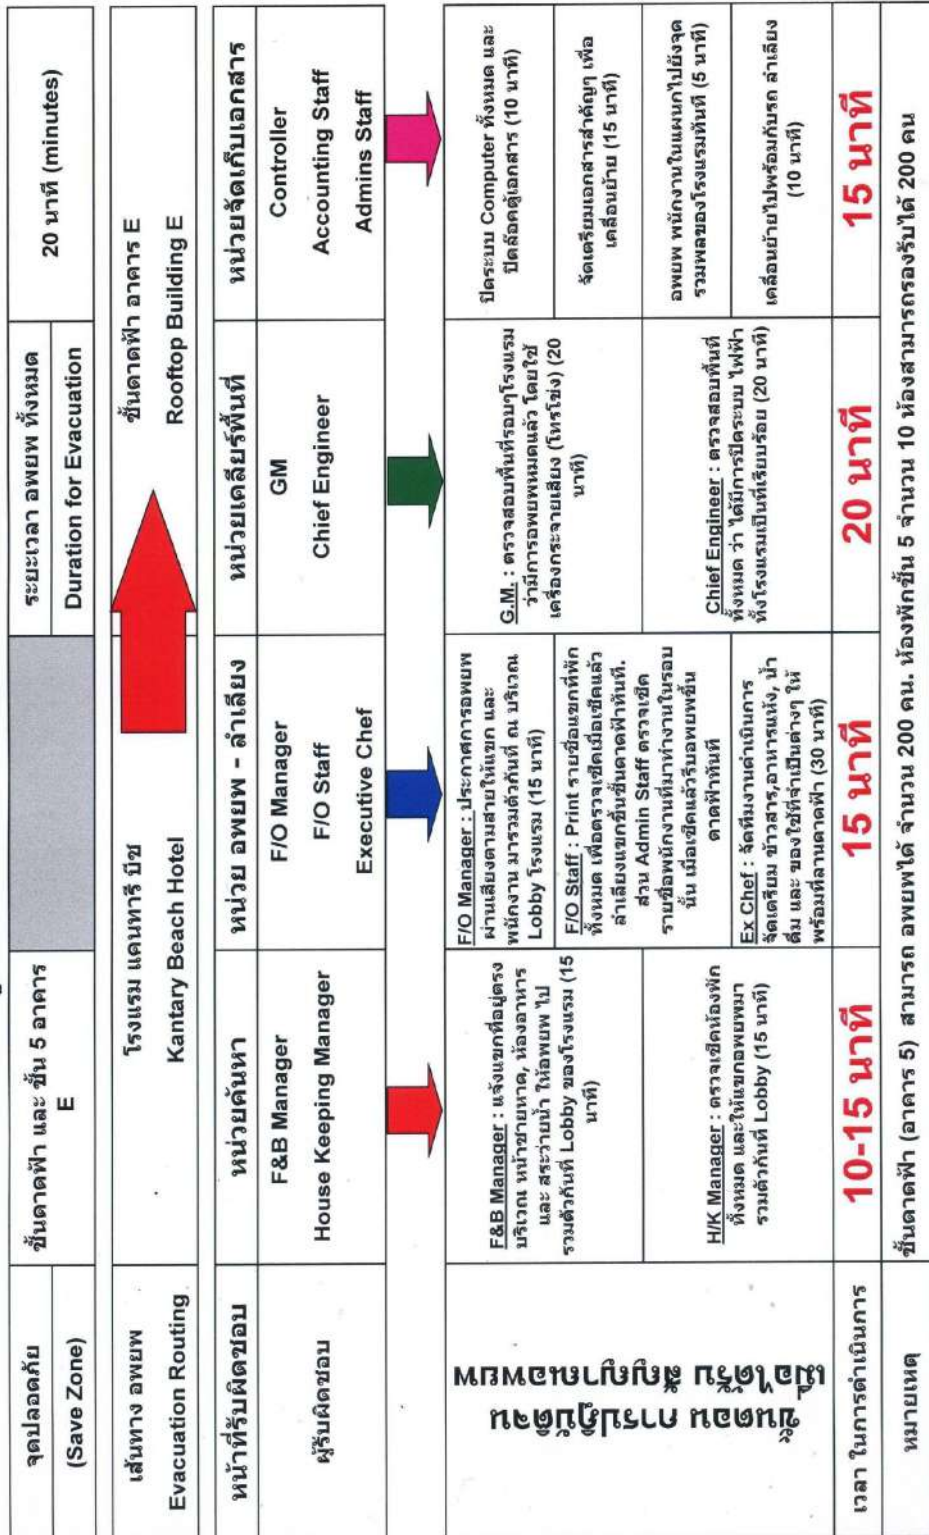 จุดปลอดภัย
(Save Zone)
ชั้นดาดฟ้า และ ชั้น 5 อาคาร
E
ระยะเวลา อพยพ ทั้งหมด
Duration for Evacuation
20 นาที (minutes)
เส้นทาง อพยพ
Evacuation Routing
โรงแรม แคนทารี บีช
Kantary Beach Hotel
ชั้นดาดฟ้า อาคาร E
Rooftop Building E
หน้าที่รับผิดชอบ
หน่วยค้นหา
หน่วย อพยพ - ลำเลียง
หน่วยเคลียร์พื้นที่
หน่วยจัดเก็บเอกสาร
ผู้รับผิดชอบ
F&B Manager
House Keeping Manager
F/O Manager
F/O Staff
Executive Chef
GM
Chief Engineer
Controller
Accounting Staff
Admins Staff
ขั้นตอน การปฏิบัติตน
เมื่อได้รับ สัญญาณอพยพ
F&B Manager : แจ้งแขกที่อยู่ตรง
บริเวณ หน้าชายหาด, ห้องอาหาร
และ สระว่ายน้ำ ให้อพยพ ไป
รวมตัวกันที่ Lobby ของโรงแรม (15
นาที)
H/K Manager : ตรวจเช็คห้องพัก
ทั้งหมด และให้แขกอพยพมา
รวมตัวกันที่ Lobby (15 นาที)
F/O Manager : ประกาศการอพยพ
ผ่านเสียงตามสายให้แขก และ
พนักงาน มารวมตัวกันที่ ณ บริเวณ
Lobby โรงแรม (15 นาที)
F/O Staff : Print รายชื่อแขกที่พัก
ทั้งหมด เพื่อตรวจเช็คเมื่อเช็คแล้ว
ลำเลียงแขกขึ้นชั้นดาดฟ้าทันที.
ส่วน Admin Staff ตรวจเช็ค
รายชื่อพนักงานที่มาทำงานในรอบ
นั้น เมื่อเช็คแล้วรีบอพยพขึ้น
ดาดฟ้าทันที
Ex Chef : จัดทีมงานดำเนินการ
จัดเตรียม ข้าวสาร,อาหารแห้ง, น้ำ
ดื่ม และ ของใช้ที่จำเป็นต่างๆ ให้
พร้อมที่ลานดาดฟ้า (30 นาที)
G.M. : ตรวจสอบพื้นที่รอบๆโรงแรม
ว่ามีการอพยพหมดแล้ว โดยใช้
เครื่องกระจายเสียง (โทรโข่ง) (20
นาที)
Chief Engineer : ตรวจสอบพื้นที่
ทั้งหมด ว่า ได้มีการปิดระบบ ไฟฟ้า
ทั้งโรงแรมเป็นที่เรียบร้อย (20 นาที)
ปิดระบบ Computer ทั้งหมด และ
ปิดล๊อคตู้เอกสาร (10 นาที)
จัดเตรียมเอกสารสำคัญๆ เพื่อ
เคลื่อนย้าย (15 นาที)
อพยพ พนักงานในแผนกไปยังจุด
รวมพลของโรงแรมทันที (5 นาที)
เคลื่อนย้ายไปพร้อมกับรถ ลำเลียง
(10 นาที)
เวลา ในการดำเนินการ
10-15 นาที
15 นาที
20 นาที
15 นาที
หมายเหตุ
ชั้นดาดฟ้า (อาคาร 5) สามารถ อพยพได้ จำนวน 200 คน. ห้องพักชั้น 5 จำนวน 10 ห้องสามารถรองรับได้ 200 คน